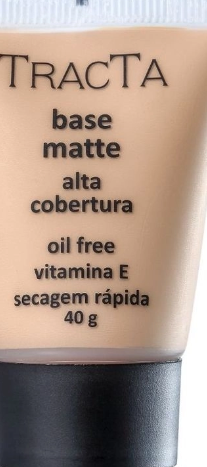 TRACTA
base
matte
alta
cobertura
oil free
vitamina E
secagem rápida
40 g